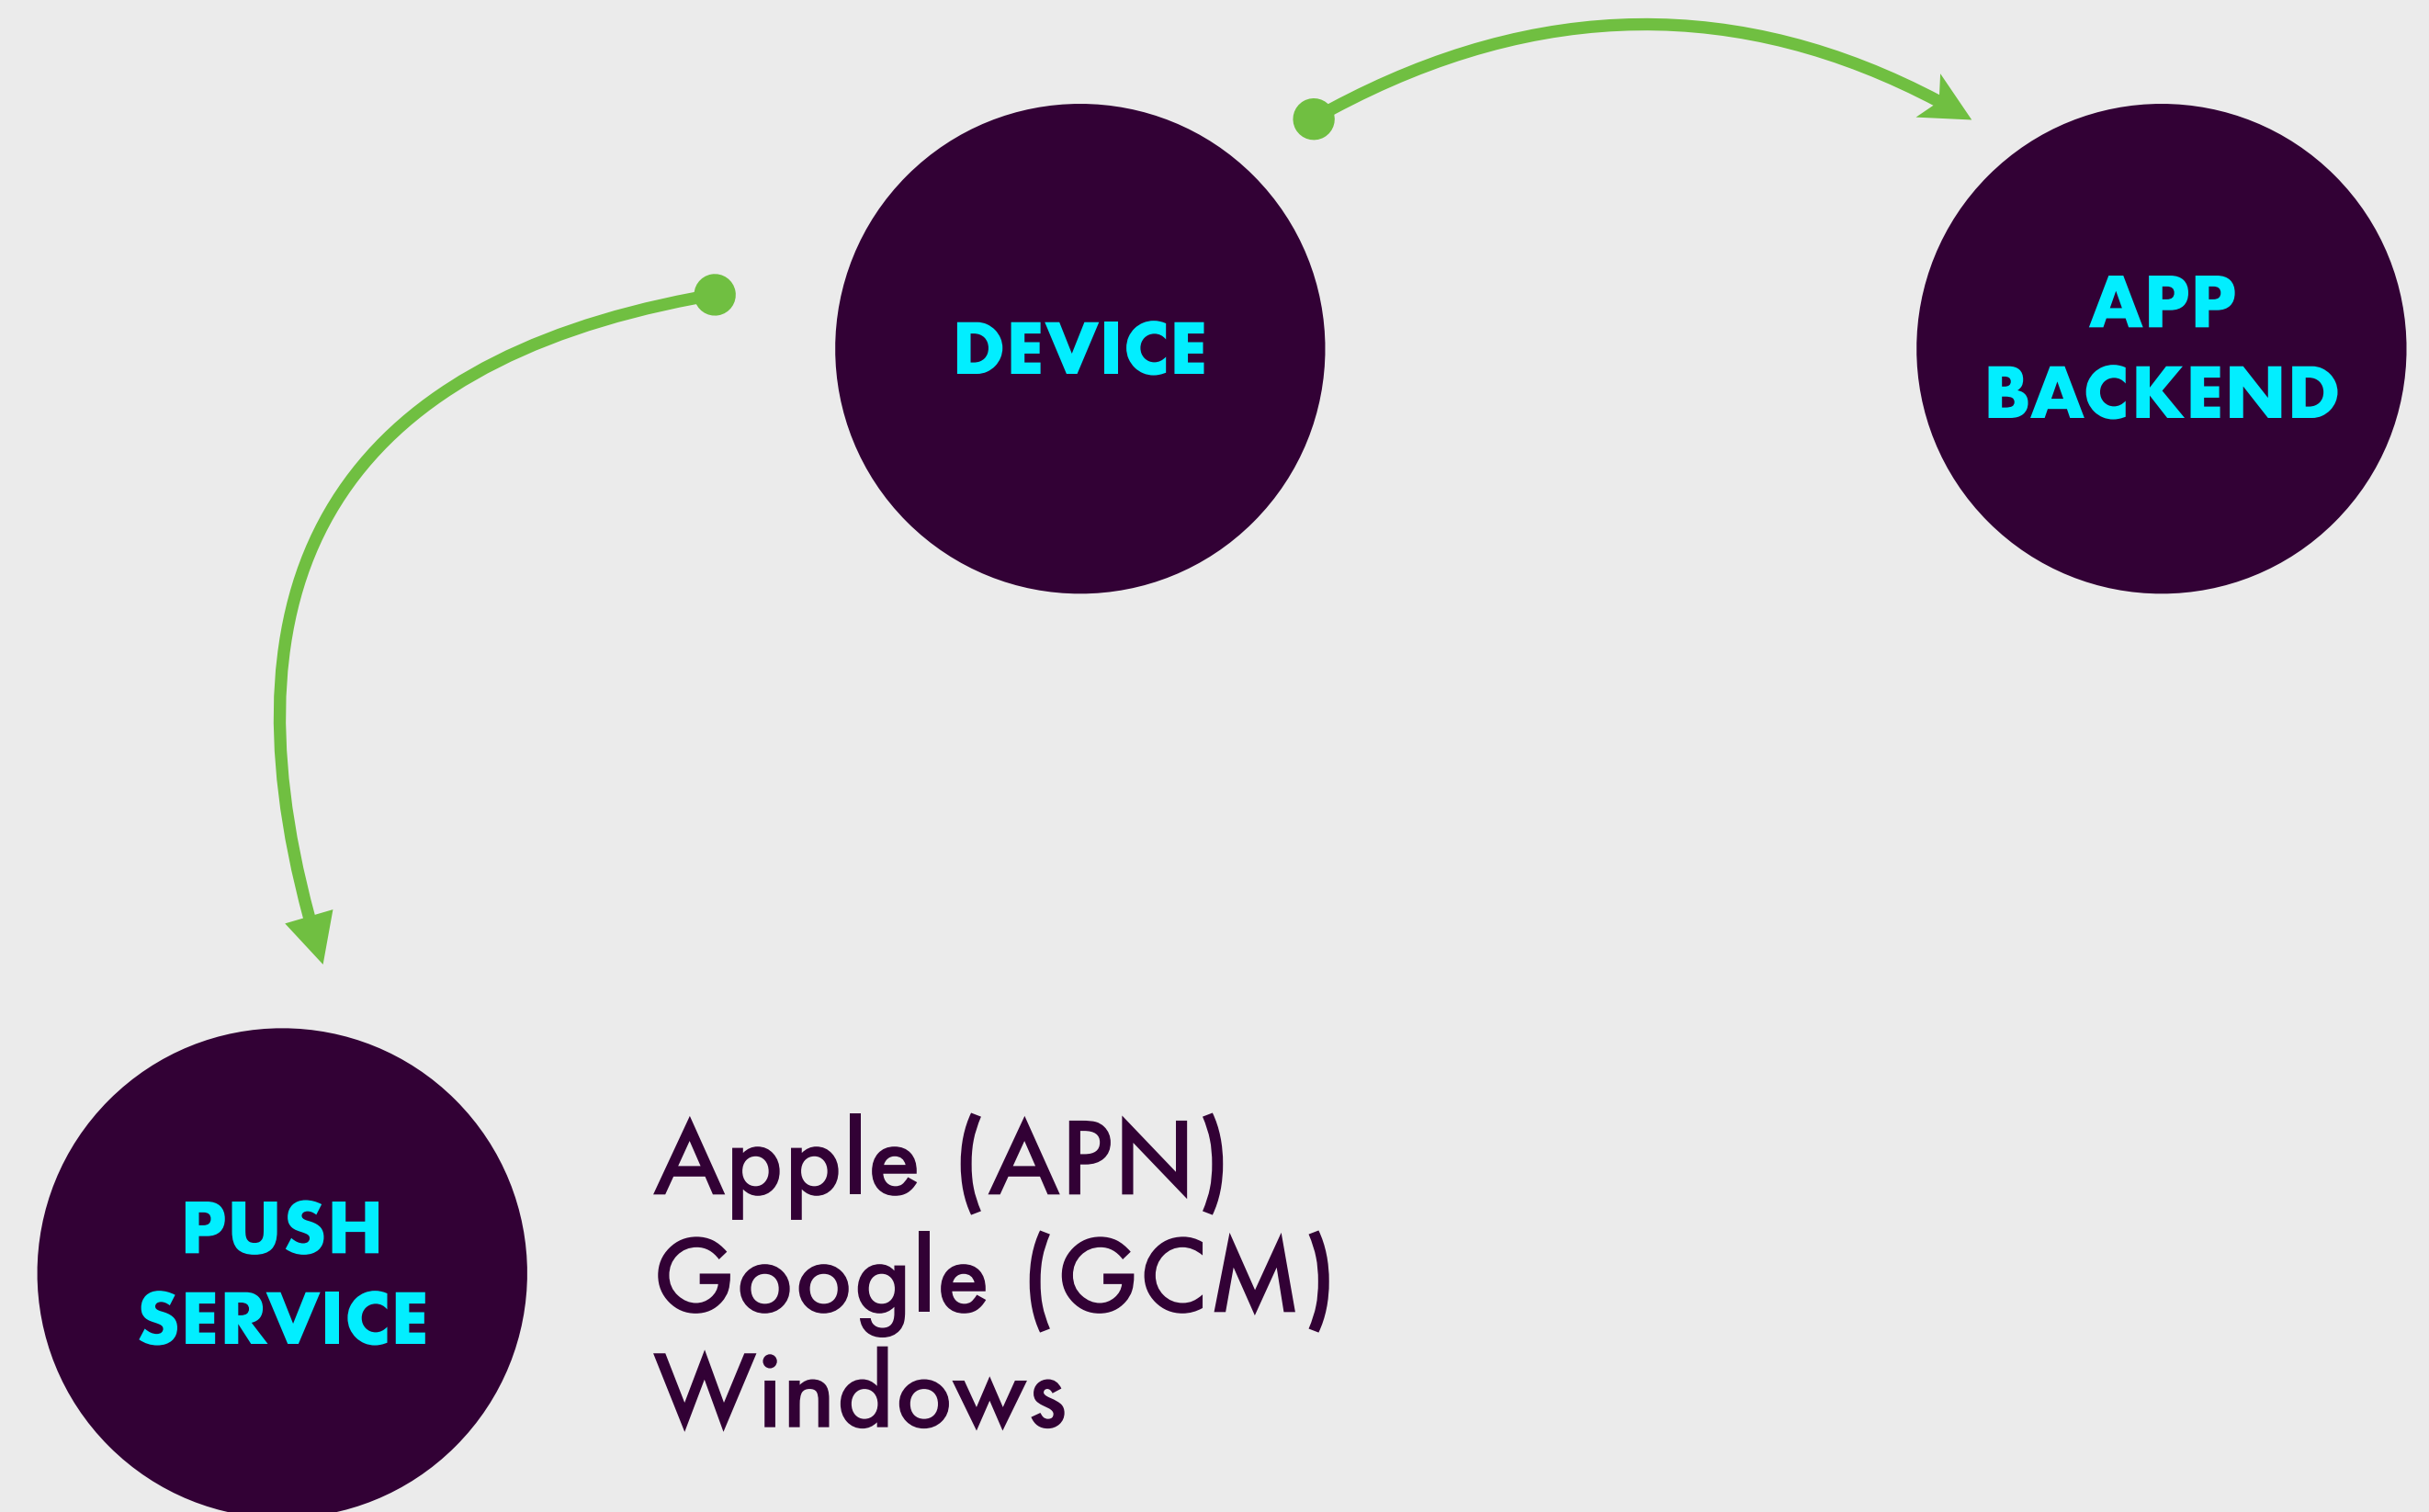 DEVICE
APP
BACKEND
PUSH
SERVICE
Apple (APN)
Google (GCM)
Windows